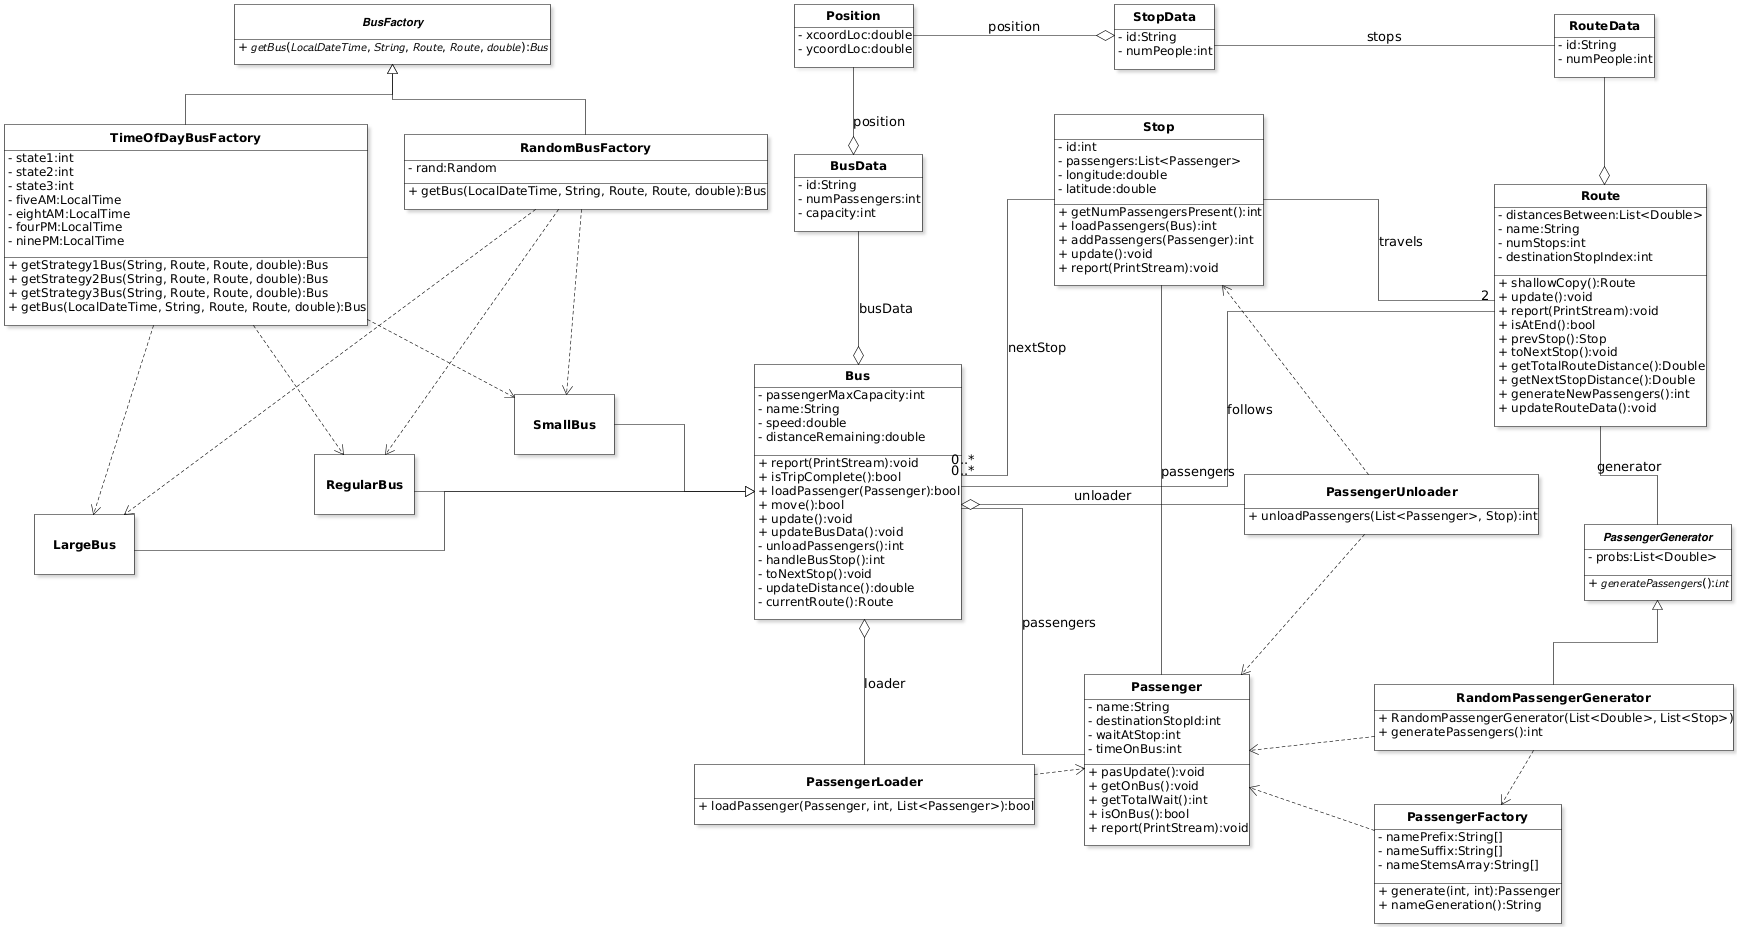 BusFactory
+ getBus(LocalDateTime, String, Route, Route, double):Bus
Position
- xcoordLoc:double
- ycoordLoc:double
position
StopData
- id:String
- numPeople:int
stops
RouteData
- id:String
- numPeople:int
position
TimeOfDayBusFactory
- state1:int
- state2:int
- state3:int
- fiveAM:LocalTime
- eightAM:LocalTime
- fourPM:LocalTime
- ninePM:LocalTime
+ getStrategy1Bus(String, Route, Route, double):Bus
+ getStrategy2Bus(String, Route, Route, double):Bus
+ getStrategy3Bus(String, Route, Route, double):Bus
+ getBus(LocalDateTime, String, Route, Route, double):Bus
RandomBusFactory
- rand:Random
+ getBus(LocalDateTime, String, Route, Route, double):Bus
BusData
- id:String
- numPassengers:int
- capacity:int
Stop
- id:int
- passengers:List<Passenger>
- longitude:double
- latitude:double
+ getNumPassengersPresent():int
+ loadPassengers(Bus):int
+ addPassengers(Passenger):int
+ update():void
+ report(PrintStream):void
travels
2
Route
- distancesBetween:List<Double>
- name:String
- numStops:int
- destinationStopIndex:int
+ shallowCopy():Route
+ update():void
+ report(PrintStream):void
+ isAtEnd():bool
+ prevStop():Stop
+ toNextStop():void
+ getTotalRouteDistance():Double
+ getNextStopDistance():Double
+ generateNewPassengers():int
+ updateRouteData():void
busData
nextStop
follows
SmallBus
RegularBus
LargeBus
Bus
- passengerMaxCapacity:int
- name:String
- speed:double
- distanceRemaining:double
+ report(PrintStream):void
+ isTripComplete():bool
+ loadPassenger(Passenger):bool
+ move():bool
+ update():void
+ updateBusData():void
- unloadPassengers():int
- handleBusStop():int
- toNextStop():void
- updateDistance():double
- currentRoute():Route
0..*
0..*
unloader
passengers
generator
PassengerUnloader
+ unloadPassengers(List<Passenger>, Stop):int
PassengerGenerator
- probs:List<Double>
+ generatePassengers():int
passengers
loader
Passenger
- name:String
- destinationStopId:int
- waitAtStop:int
- timeOnBus:int
+ pasUpdate():void
+ getOnBus():void
+ getTotalWait():int
+ isOnBus():bool
+ report(PrintStream):void
RandomPassengerGenerator
+ RandomPassengerGenerator(List<Double>, List<Stop>)
+ generatePassengers():int
PassengerLoader
+ loadPassenger(Passenger, int, List<Passenger>):bool
PassengerFactory
- namePrefix:String[]
- nameSuffix:String[]
- nameStemsArray:String[]
+ generate(int, int):Passenger
+ nameGeneration():String